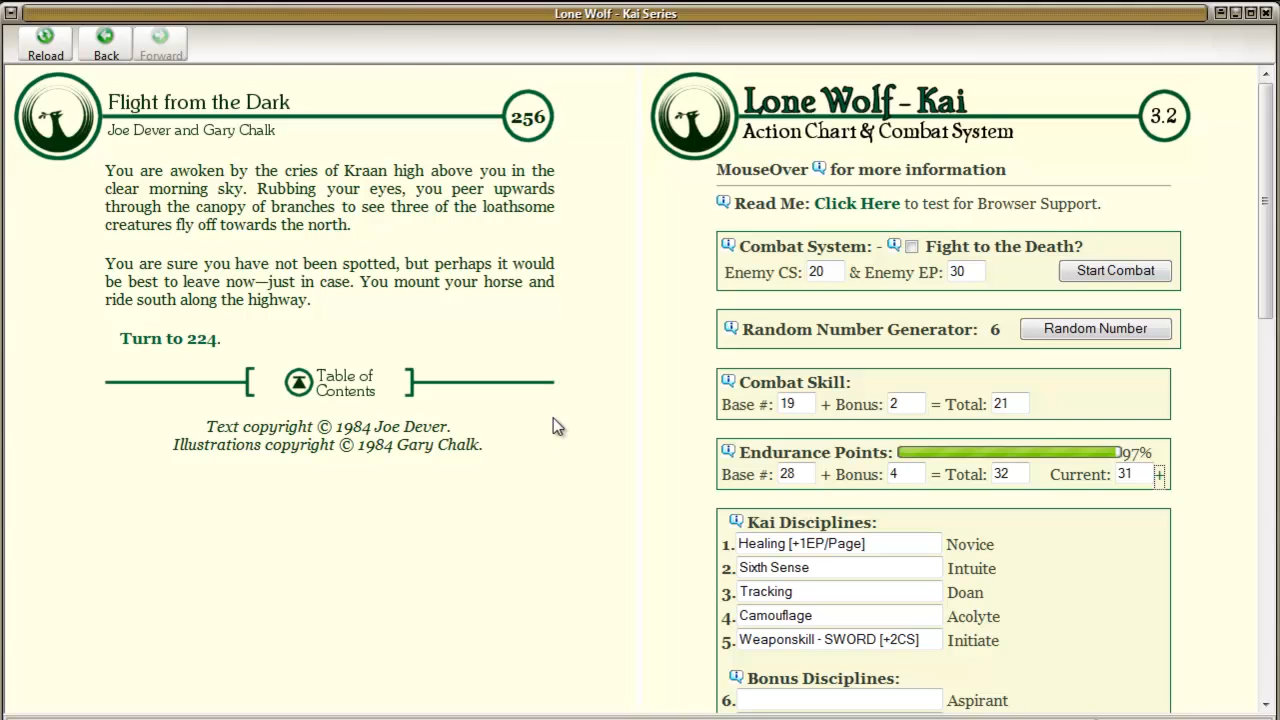 Lone Wolf - Kai Series
Reload Back Forward
Flight from the Dark
Joe Dever and Gary Chalk
256
You are awoken by the cries of Kraan high above you in the
clear morning sky. Rubbing your eyes, you peer upwards
through the canopy of branches to see three of the loathsome
creatures fly off towards the north.
You are sure you have not been spotted, but perhaps it would
be best to leave now—just in case. You mount your horse and
ride south along the highway.
Turn to 224.
Table of
Contents
Text copyright © 1984 Joe Dever.
Illustrations copyright © 1984 Gary Chalk.
Lone Wolf - Kai
Action Chart & Combat System
3.2
MouseOver for more information
Read Me: Click Here to test for Browser Support.
Combat System: - Fight to the Death?
Enemy CS: 20 & Enemy EP: 30 Start Combat
Random Number Generator: 6 Random Number
Combat Skill:
Base #: 19 + Bonus: 2 = Total: 21
Endurance Points: 97%
Base #: 28 + Bonus: 4 = Total: 32 Current: 31 +
Kai Disciplines:
1. Healing [+1EP/Page] Novice
2. Sixth Sense Intuite
3. Tracking Doan
4. Camouflage Acolyte
5. Weaponskill - SWORD [+2CS] Initiate
Bonus Disciplines:
6. Aspirant